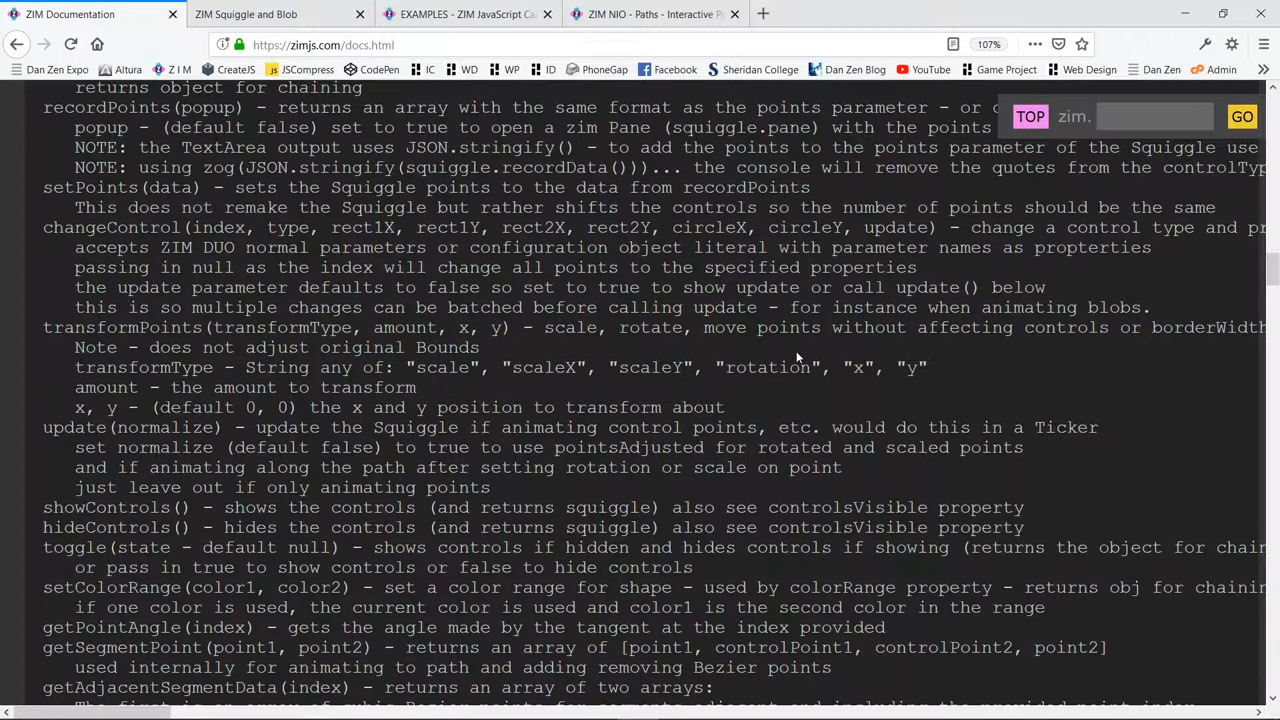 ZIM Documentation
ZIM Squiggle and Blob
EXAMPLES - ZIM JavaScript Ca
ZIM NIO - Paths - Interactive P
https://zimjs.com/docs.html
107%
Dan Zen Expo
Altura
Z I M
CreateJS
JSCompress
CodePen
IC
WD
WP
ID
PhoneGap
Facebook
Sheridan College
Dan Zen Blog
YouTube
Game Project
Web Design
Dan Zen
Admin
returns object for chaining
recordPoints(popup) - returns an array with the same format as the points parameter - or
TOP zim. GO
popup - (default false) set to true to open a zim Pane (squiggle.pane) with the points
NOTE: the TextArea output uses JSON.stringify() - to add the points to the points parameter of the Squiggle use
NOTE: using zog(JSON.stringify(squiggle.recordData()))... the console will remove the quotes from the controlTyp
setPoints(data) - sets the Squiggle points to the data from recordPoints
This does not remake the Squiggle but rather shifts the controls so the number of points should be the same
changeControl(index, type, rect1X, rect1Y, rect2X, rect2Y, circleX, circleY, update) - change a control type and pr
accepts ZIM DUO normal parameters or configuration object literal with parameter names as propterties
passing in null as the index will change all points to the specified properties
the update parameter defaults to false so set to true to show update or call update() below
this is so multiple changes can be batched before calling update - for instance when animating blobs.
transformPoints(transformType, amount, x, y) - scale, rotate, move points without affecting controls or borderWidth
Note - does not adjust original Bounds
transformType - String any of: "scale", "scaleX", "scaleY", "rotation", "x", "y"
amount - the amount to transform
x, y - (default 0, 0) the x and y position to transform about
update(normalize) - update the Squiggle if animating control points, etc. would do this in a Ticker
set normalize (default false) to true to use pointsAdjusted for rotated and scaled points
and if animating along the path after setting rotation or scale on point
just leave out if only animating points
showControls() - shows the controls (and returns squiggle) also see controlsVisible property
hideControls() - hides the controls (and returns squiggle) also see controlsVisible property
toggle(state - default null) - shows controls if hidden and hides controls if showing (returns the object for chain
or pass in true to show controls or false to hide controls
setColorRange(color1, color2) - set a color range for shape - used by colorRange property - returns obj for chainin
if one color is used, the current color is used and color1 is the second color in the range
getPointAngle(index) - gets the angle made by the tangent at the index provided
getSegmentPoint(point1, point2) - returns an array of [point1, controlPoint1, controlPoint2, point2]
used internally for animating to path and adding removing Bezier points
getAdjacentSegmentData(index) - returns an array of two arrays:
The first is an array of cubic Bezier points for segments adjacent and including the provided point index